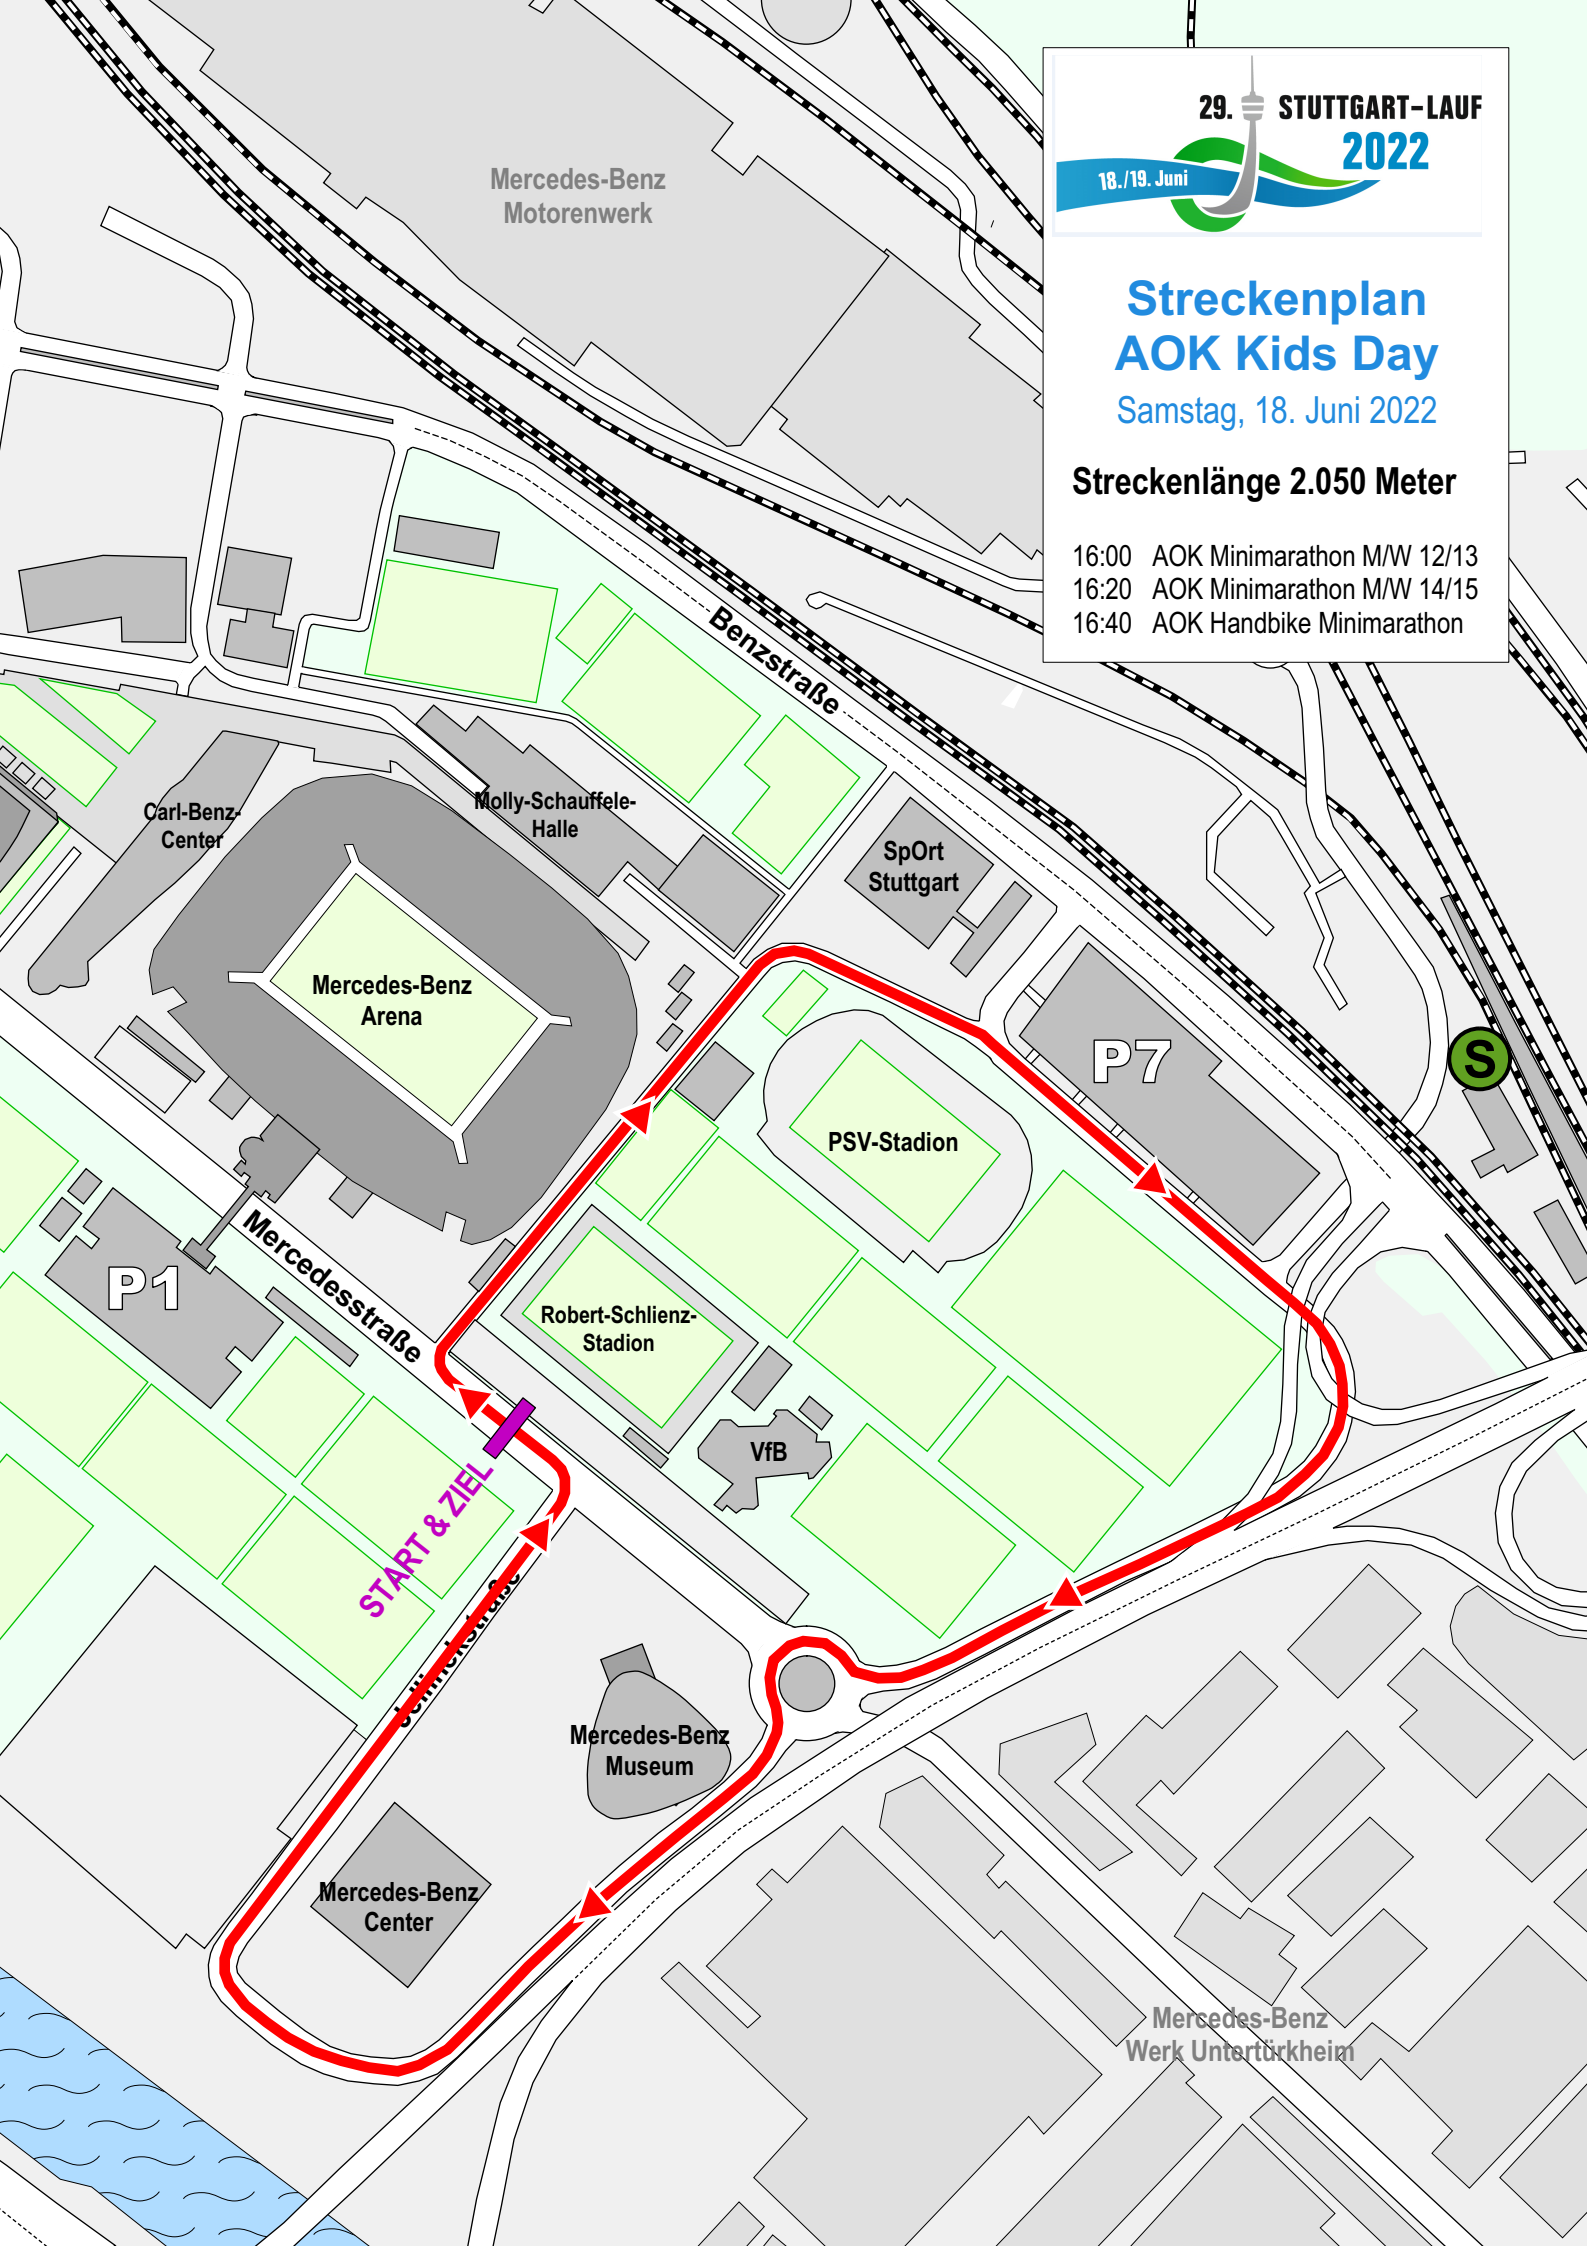 29. STUTTGART-LAUF
2022
18./19. Juni
Streckenplan
AOK Kids Day
Samstag, 18. Juni 2022
Streckenlänge 2.050 Meter
16:00 AOK Minimarathon M/W 12/13
16:20 AOK Minimarathon M/W 14/15
16:40 AOK Handbike Minimarathon
Mercedes-Benz
Motorenwerk
Benzstraße
Carl-Benz-
Center
Molly-Schauffele-
Halle
SpOrt
Stuttgart
Mercedes-Benz
Arena
P7
S
PSV-Stadion
Mercedesstraße
P1
Robert-Schlienz-
Stadion
VfB
START & ZIEL
Jellinekstraße
Mercedes-Benz
Museum
Mercedes-Benz
Center
Mercedes-Benz
Werk Untertürkheim